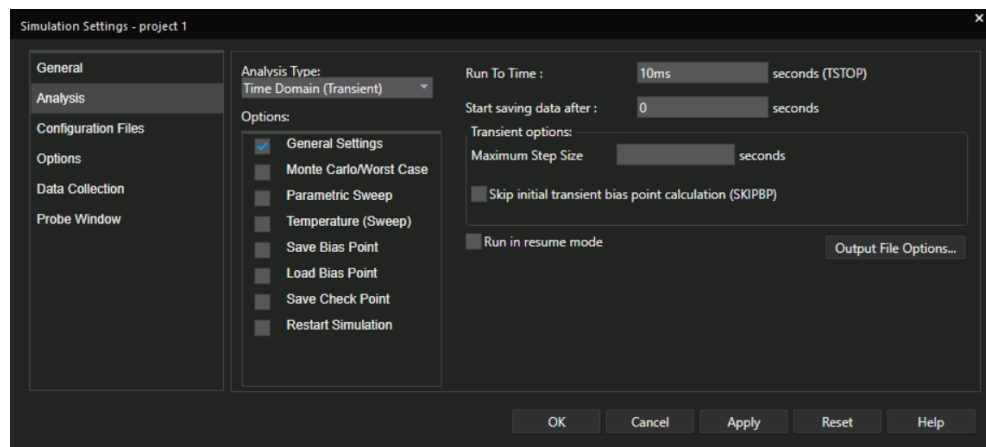 Simulation Settings - project 1
×
General
Analysis
Configuration Files
Options
Data Collection
Probe Window
Analysis Type:
Time Domain (Transient)
Options:
General Settings
Monte Carlo/Worst Case
Parametric Sweep
Temperature (Sweep)
Save Bias Point
Load Bias Point
Save Check Point
Restart Simulation
Run To Time : 10ms seconds (TSTOP)
Start saving data after : 0 seconds
Transient options:
Maximum Step Size seconds
Skip initial transient bias point calculation (SKIPBP)
Run in resume mode
Output File Options...
OK Cancel Apply Reset Help